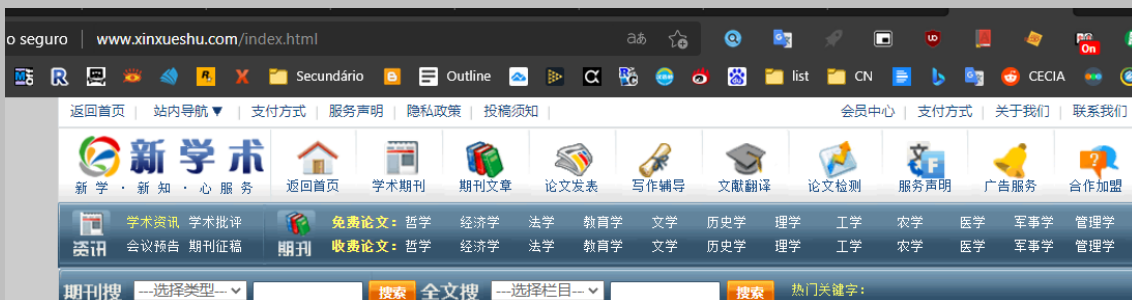 o seguro www.xinxueshu.com/index.html aあ
R. X Secundário B Outline list CN CECIA On
返回首页 站内导航▼ 支付方式 服务声明 隐私政策 投稿须知 会员中心 支付方式 关于我们 联系我们
新学术
新学 · 新知 · 心服务 返回首页 学术期刊 期刊文章 论文发表 写作辅导 文献翻译 论文检测 服务声明 广告服务 合作加盟
学术资讯 学术批评 免费论文: 哲学 经济学 法学 教育学 文学 历史学 理学 工学 农学 医学 军事学 管理学
资讯 会议预告 期刊征稿 期刊 收费论文: 哲学 经济学 法学 教育学 文学 历史学 理学 工学 农学 医学 军事学 管理学
期刊搜 ---选择类型--- 搜索 全文搜 ---选择栏目--- 搜索 热门关键字: